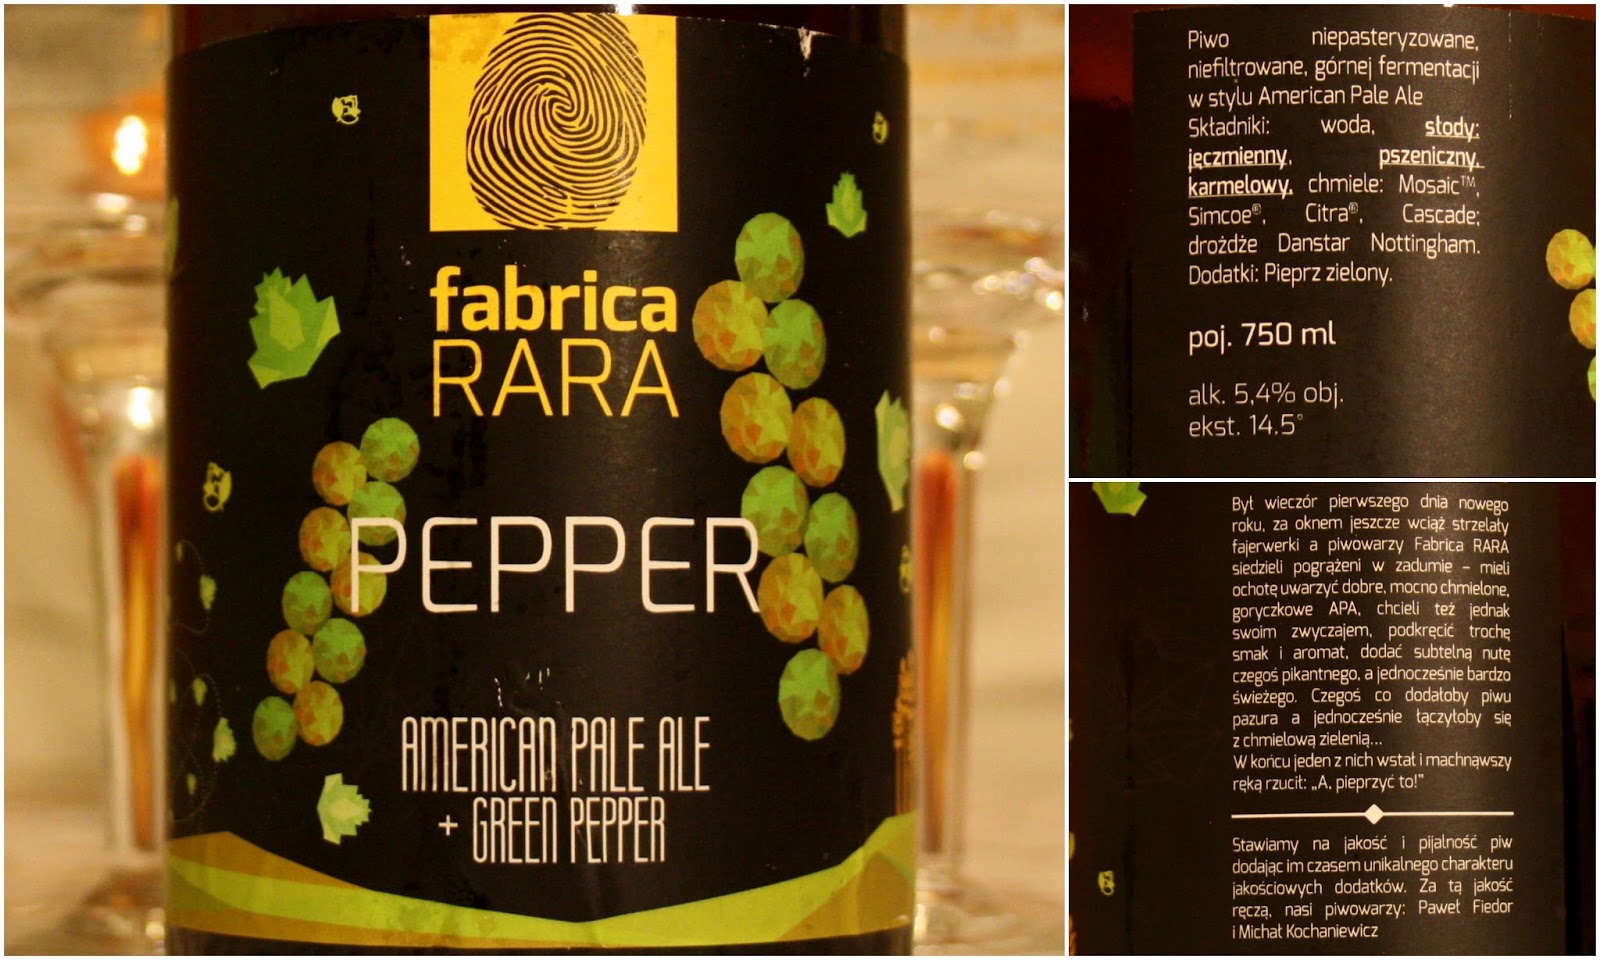 fabrica
RARA
PEPPER
AMERICAN PALE ALE
+ GREEN PEPPER
Piwo niepasteryzowane,
niefiltrowane, górnej fermentacji
w stylu American Pale Ale
Składniki: woda, słody:
jęczmienny, pszeniczny,
karmelowy, chmiele: Mosaic™,
Simcoe®, Citra®, Cascade;
drożdże Danstar Nottingham.
Dodatki: Pieprz zielony.
poj. 750 ml
alk. 5,4% obj.
ekst. 14.5°
Był wieczór pierwszego dnia nowego
roku, za oknem jeszcze wciąż strzelały
fajerwerki a piwowarzy Fabrica RARA
siedzieli pogrążeni w zadumie – mieli
ochotę uwarzyć dobre, mocno chmielone,
goryczkowe APA, chcieli też jednak
swoim zwyczajem, podkręcić trochę
smak i aromat, dodać subtelną nutę
czegoś pikantnego, a jednocześnie bardzo
świeżego. Czegoś co dodałoby piwu
pazura a jednocześnie łączyłoby się
z chmielową zielenią...
W końcu jeden z nich wstał i machnąwszy
ręką rzucił: „A, pieprzyć to!"
Stawiamy na jakość i pijalność piw
dodając im czasem unikalnego charakteru
jakościowych dodatków. Za tą jakość
ręczą, nasi piwowarzy: Paweł Fiedor
i Michał Kochaniewicz